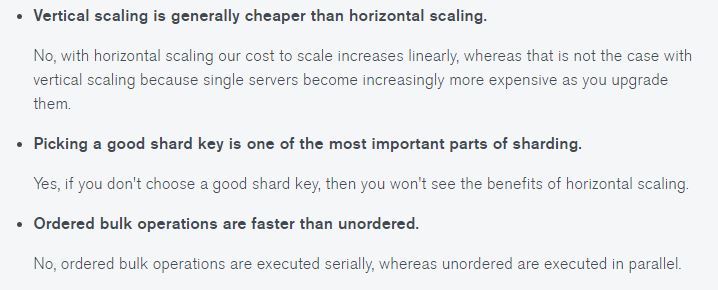 Vertical scaling is generally cheaper than horizontal scaling.
No, with horizontal scaling our cost to scale increases linearly, whereas that is not the case with
vertical scaling because single servers become increasingly more expensive as you upgrade
them.
Picking a good shard key is one of the most important parts of sharding.
Yes, if you don't choose a good shard key, then you won't see the benefits of horizontal scaling.
Ordered bulk operations are faster than unordered.
No, ordered bulk operations are executed serially, whereas unordered are executed in parallel.